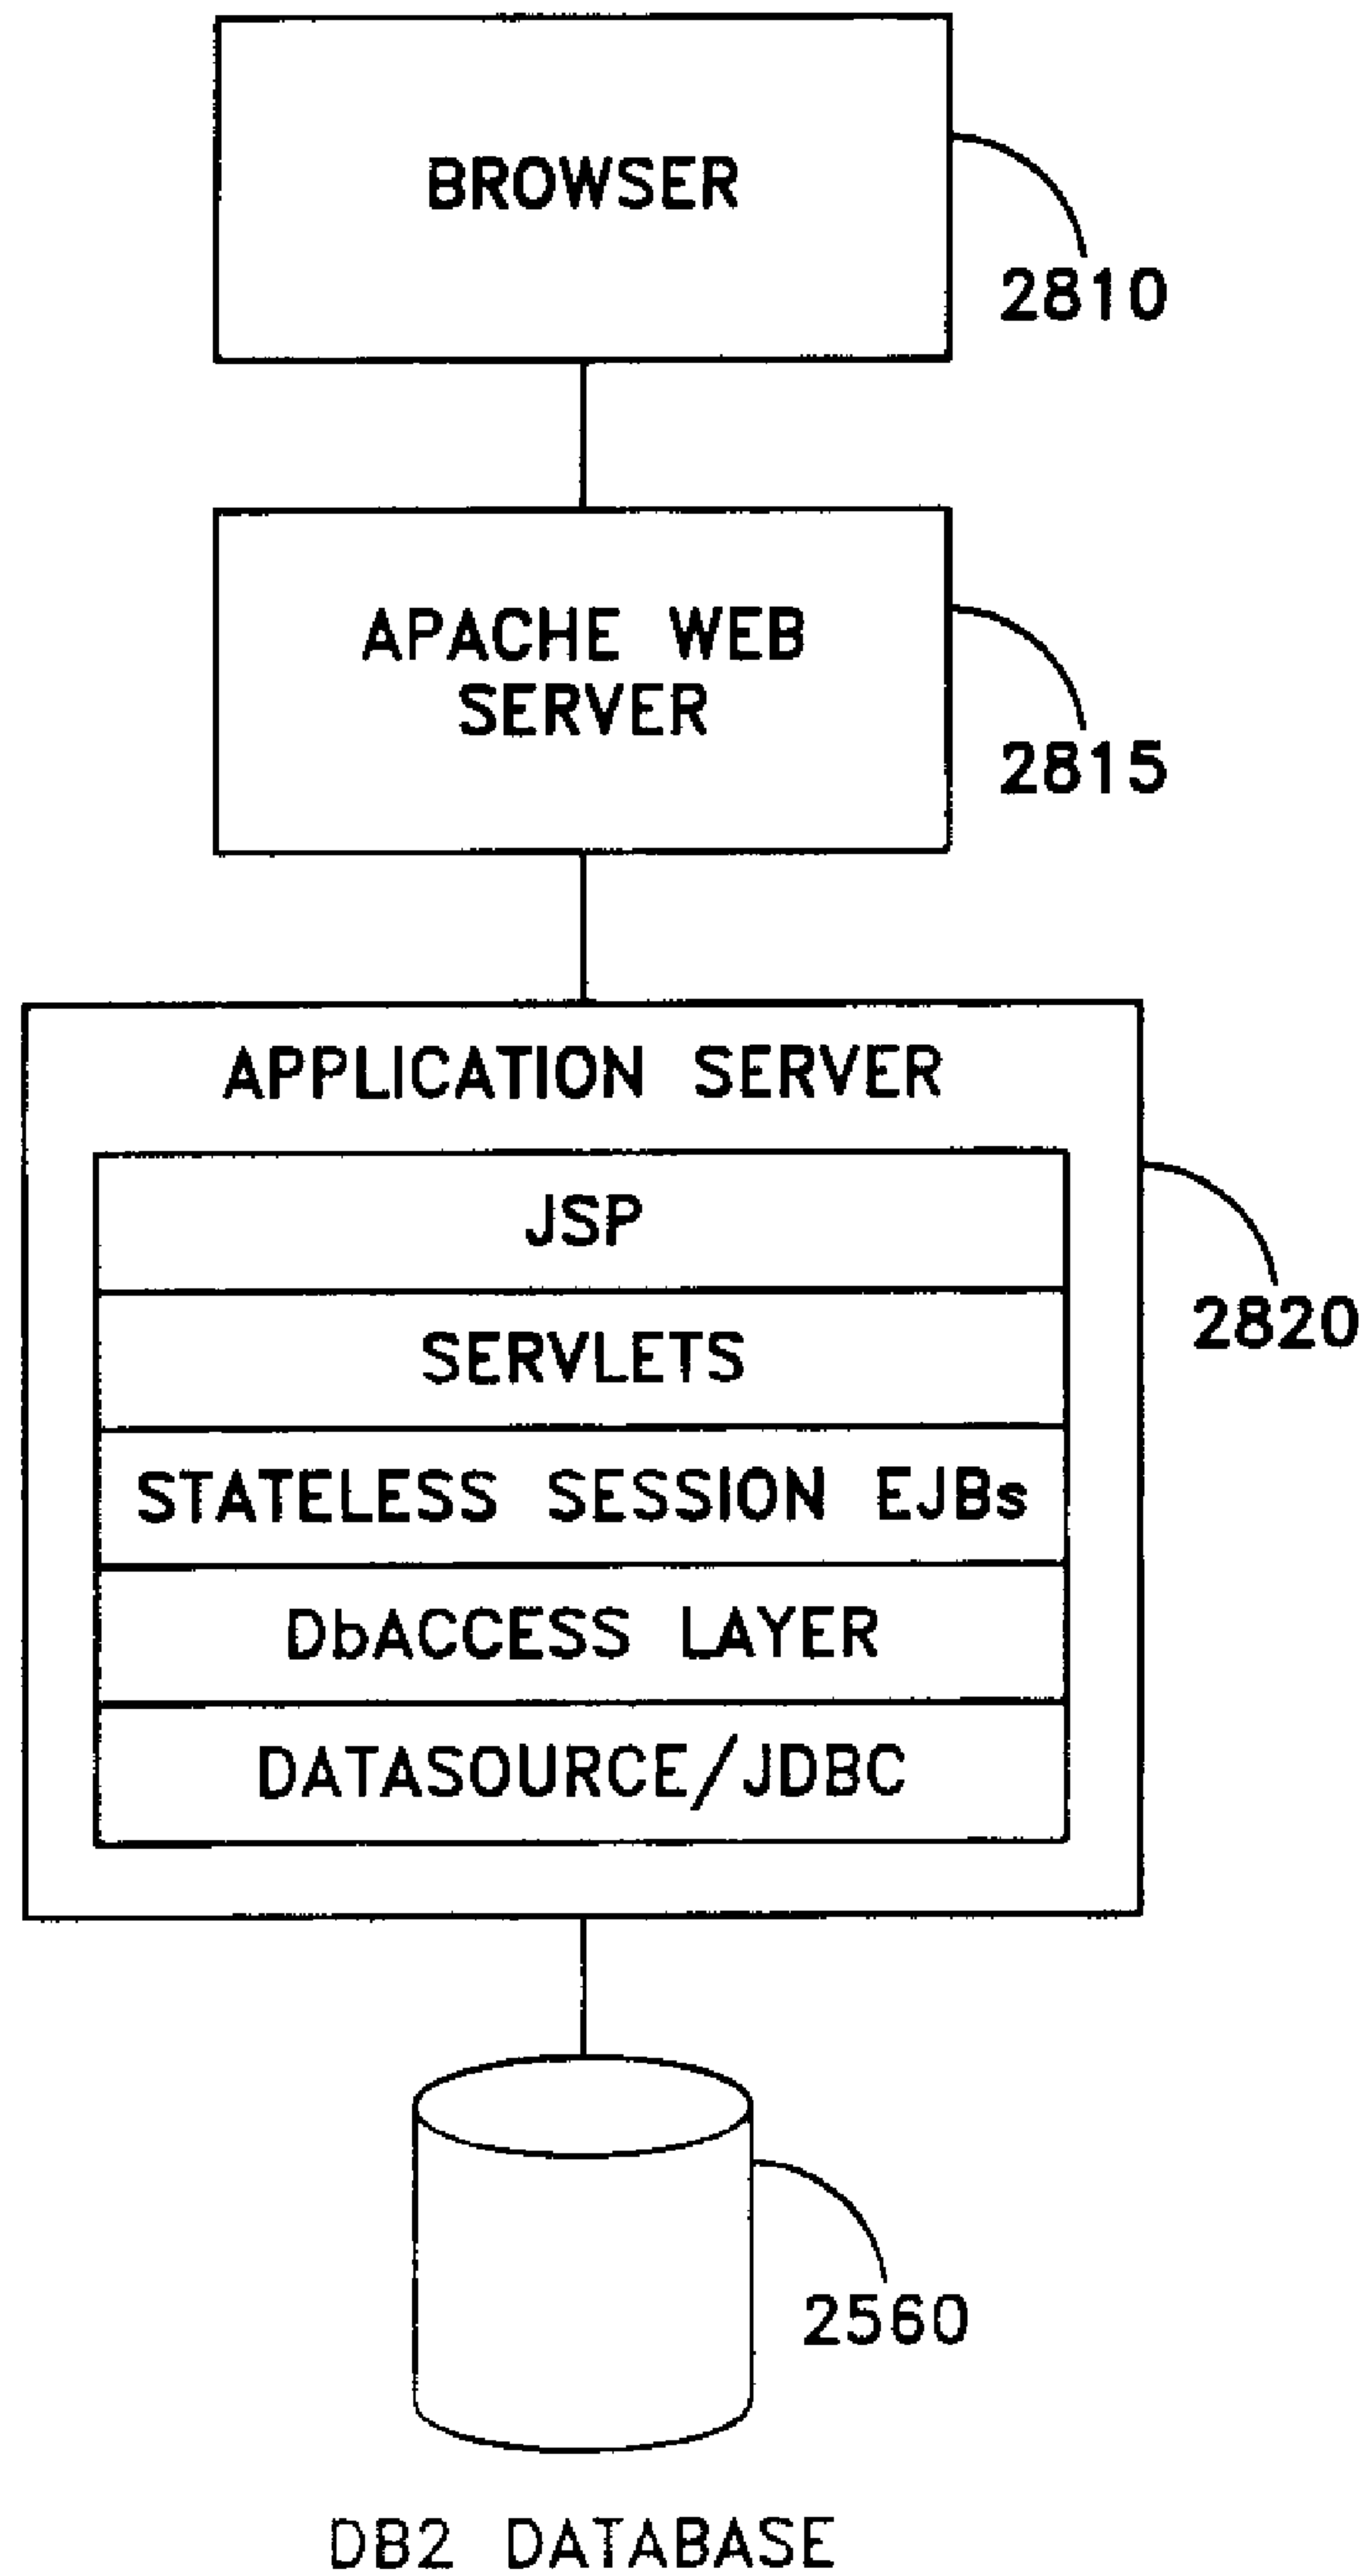 BROWSER
2810
APACHE WEB
SERVER
2815
APPLICATION SERVER
JSP
2820
SERVLETS
STATELESS SESSION EJBs
DbACCESS LAYER
DATASOURCE/JDBC
2560
DB2 DATABASE